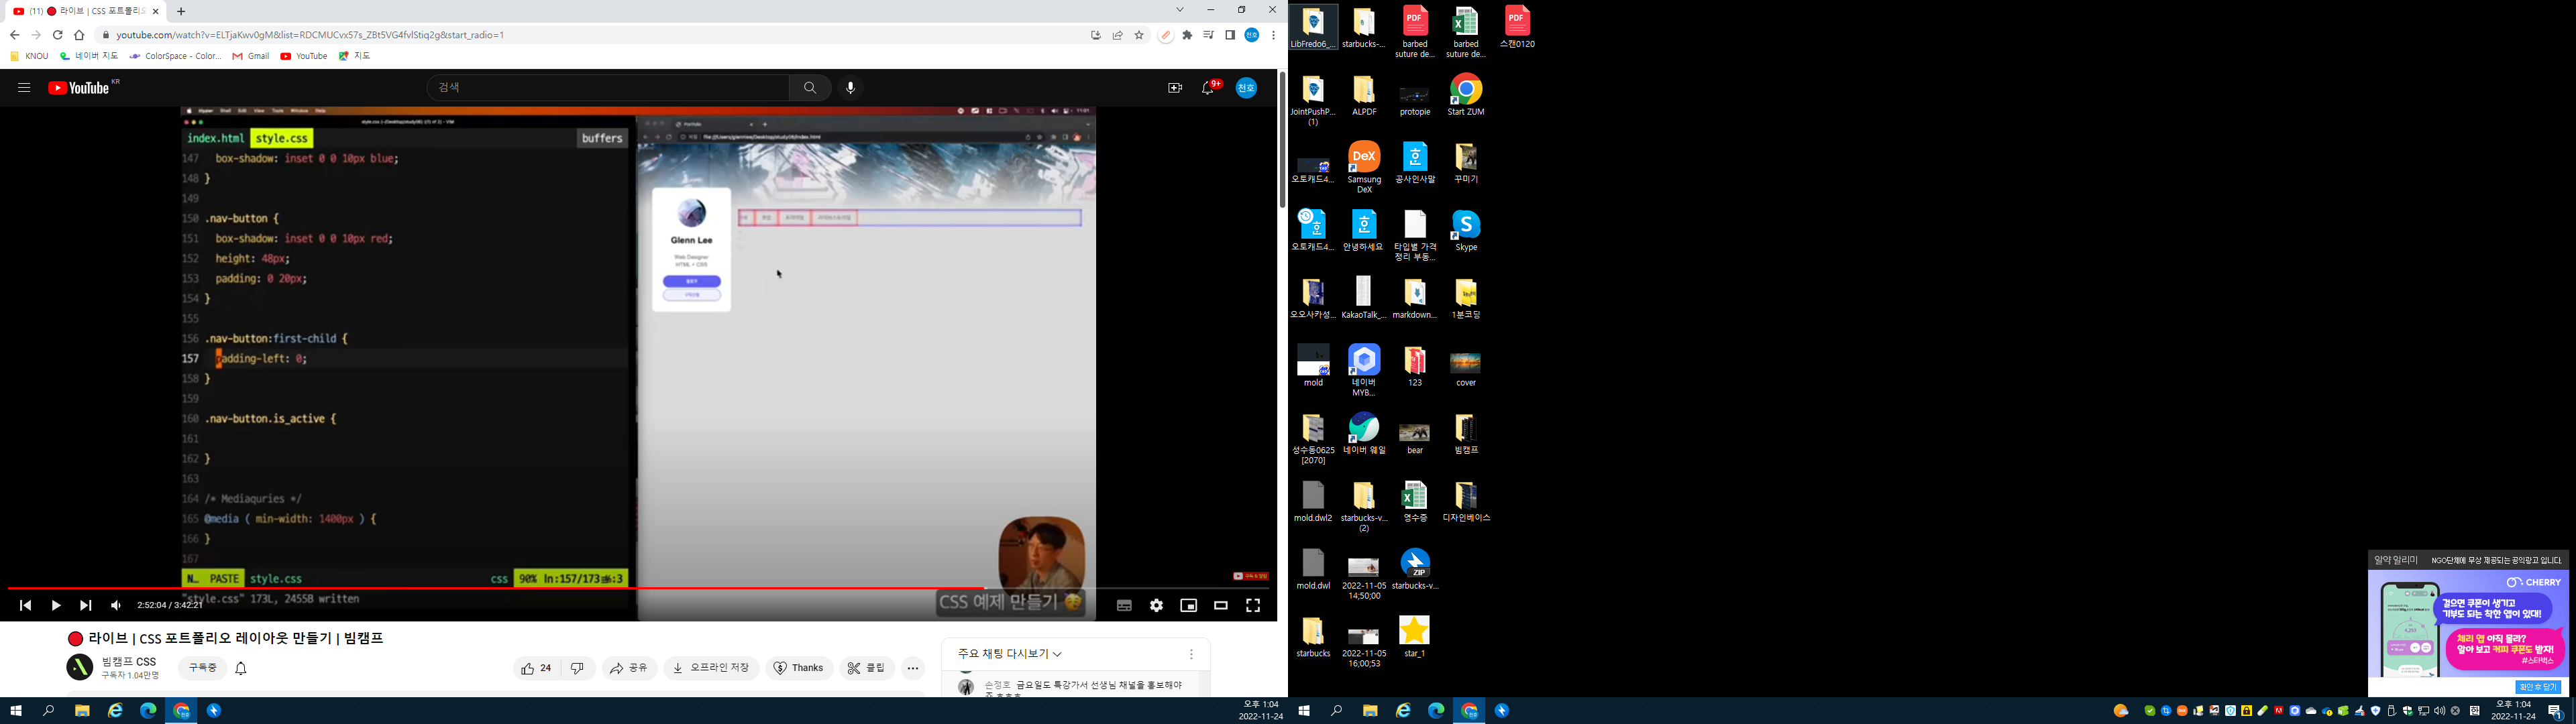 (11) 라이브 | CSS 포트폴리오
youtube.com/watch?v=ELTjaKwv0gM&list=RDCMUCvx57s_ZBt5VG4fvlStiq2g&start_radio=1
KNOU 네이버 지도 ColorSpace - Color... Gmail YouTube 지도
YouTube KR
검색
9+
천호
index.html style.css buffers
147 box-shadow: inset 0 0 10px blue;
148 }
149
150 .nav-button {
151 box-shadow: inset 0 0 10px red;
152 height: 48px;
153 padding: 0 20px;
154 }
155
156 .nav-button:first-child {
157 padding-left: 0;
158 }
159
160 .nav-button.is_active {
161
162 }
163
164 /* Mediaquries */
165 @media ( min-width: 1400px ) {
166 }
167
N… PASTE style.css css 90% ln:157/173
"style.css" 173L, 2455B written
Portfolio
Glenn Lee
Web Designer
HTML + CSS
CSS 예제 만들기
2:52:04 / 3:42:21
라이브 | CSS 포트폴리오 레이아웃 만들기 | 빔캠프
빔캠프 CSS
구독자 1.04만명
구독중
24 공유 오프라인 저장 Thanks 클립
주요 채팅 다시보기
손정호 금요일도 특강가서 선생님 채널을 홍보해야
오후 1:04
2022-11-24
LibFredo6_... starbucks-... barbed suture de... barbed suture de... 스캔0120
JointPushP... (1) ALPDF protopie Start ZUM
오토캐드4... Samsung DeX 공사인사말 꾸미기
오토캐드4... 안녕하세요 타입별 가격 정리 부동... Skype
오오사카성... KakaoTalk_... markdown... 1분코딩
mold 네이버 MYB... 123 cover
성수동0625 [2070] 네이버 웨일 bear 빔캠프
mold.dwl2 starbucks-v... (2) 영수증 디자인베이스
mold.dwl 2022-11-05 14;50;00 starbucks-v...
starbucks 2022-11-05 16;00;53 star_1
알약 알리미 NGO단체에 무상 제공되는 공익광고 입니다.
CHERRY
걸으면 쿠폰이 생기고
기부도 되는 착한 앱이 있대!
체리 앱 아직 몰라?
알아 보고 커피 쿠폰도 받자!
#스타벅스
확인 후 닫기
오후 1:04
2022-11-24